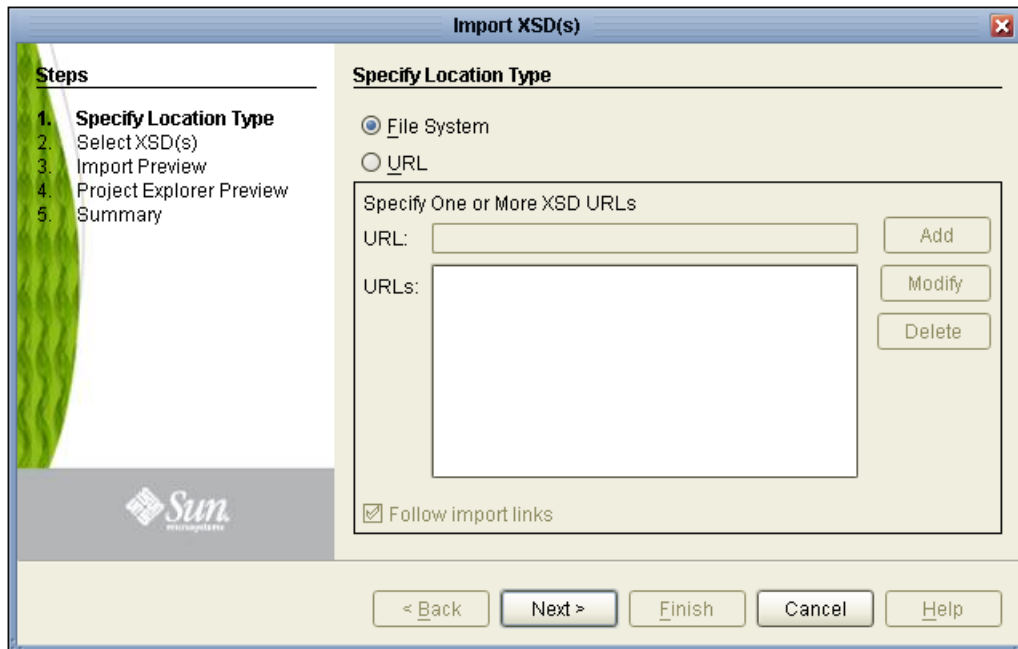 Import XSD(s)
Steps
1. Specify Location Type
2. Select XSD(s)
3. Import Preview
4. Project Explorer Preview
5. Summary
Sun
microsystems
Specify Location Type
File System
URL
Specify One or More XSD URLs
URL:
Add
URLs:
Modify
Delete
Follow import links
< Back
Next >
Finish
Cancel
Help